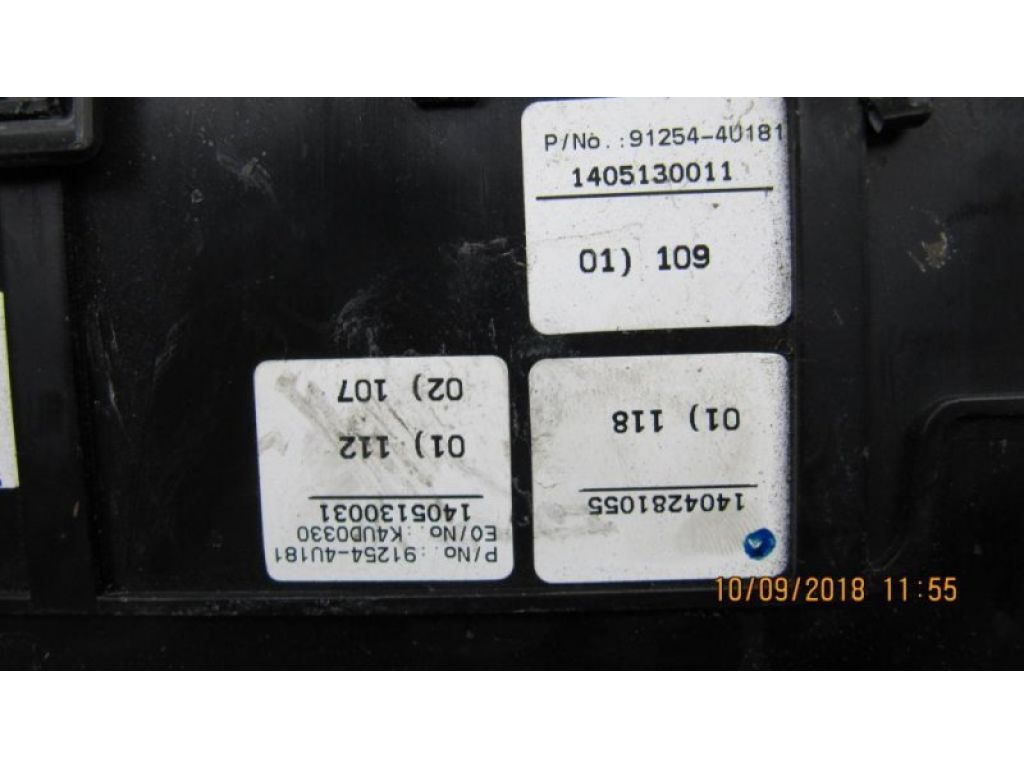 P/No. :91254-4U181
1405130011
01) 109
P/No. :91254-4U181
EO/No.:K4UD0330
1405130031
01) 112
02) 107
1404281055
01) 118
10/09/2018 11:55